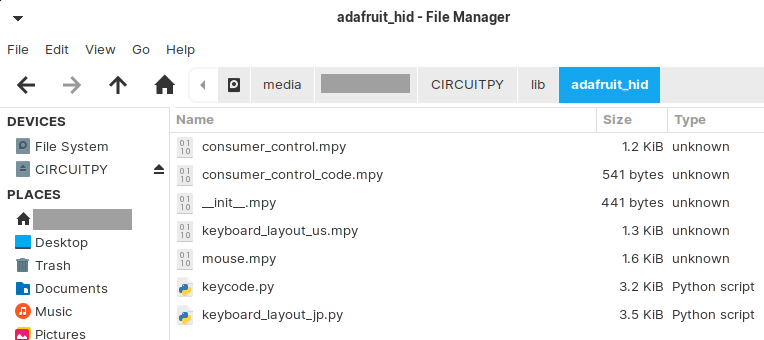 adafruit_hid - File Manager
File Edit View Go Help
media CIRCUITPY lib adafruit_hid
DEVICES
File System
CIRCUITPY
PLACES
Desktop
Trash
Documents
Music
Pictures
Name Size Type
consumer_control.mpy 1.2 KiB unknown
consumer_control_code.mpy 541 bytes unknown
__init__.mpy 441 bytes unknown
keyboard_layout_us.mpy 1.3 KiB unknown
mouse.mpy 1.6 KiB unknown
keycode.py 3.2 KiB Python script
keyboard_layout_jp.py 3.5 KiB Python script